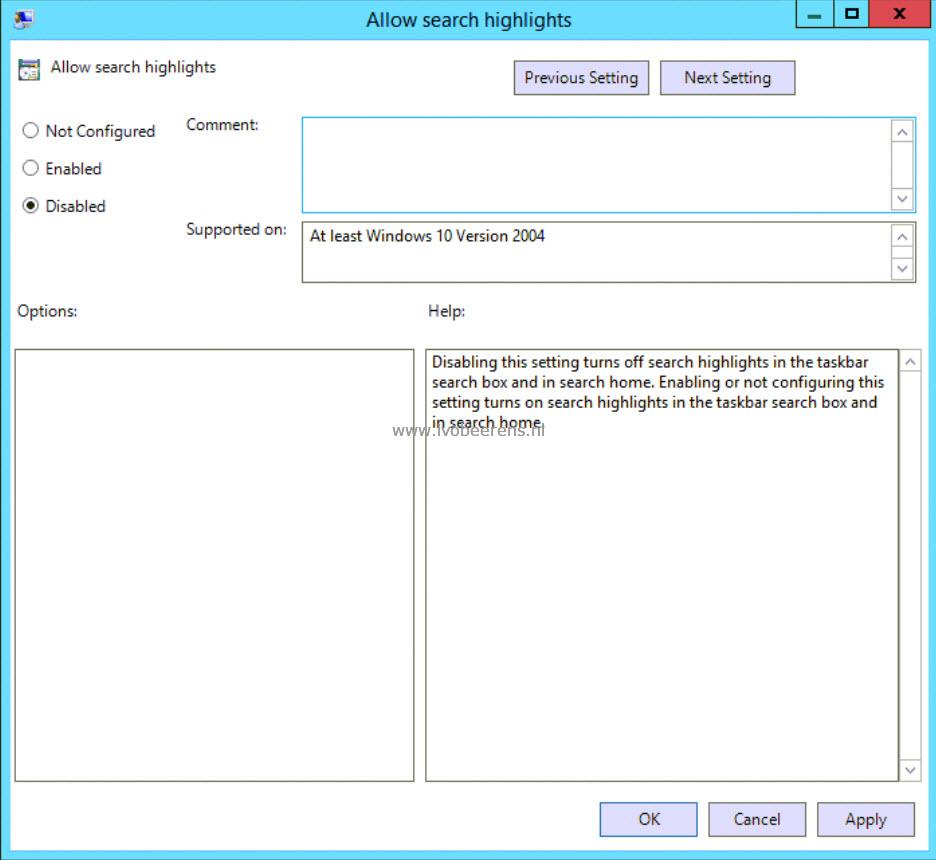 Allow search highlights
X
Allow search highlights
Previous Setting
Next Setting
Not Configured
Comment:
Enabled
Disabled
Supported on:
At least Windows 10 Version 2004
Options:
Help:
Disabling this setting turns off search highlights in the taskbar
search box and in search home. Enabling or not configuring this
setting turns on search highlights in the taskbar search box and
in search home.
www.ivobeerens.nl
OK
Cancel
Apply